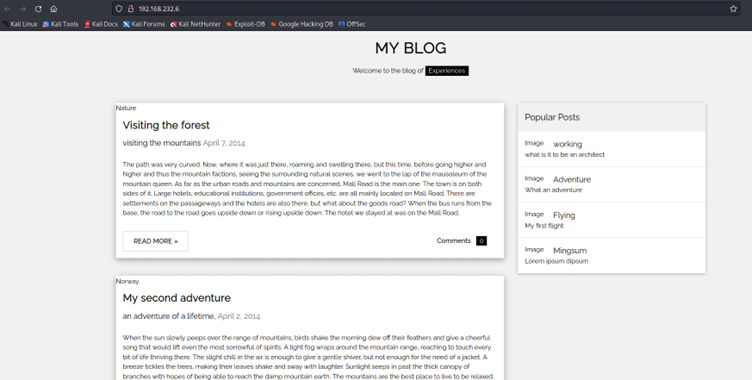 192.168.232.6
Kali Linux Kali Tools Kali Docs Kali Forums Kali NetHunter Exploit-DB Google Hacking DB OffSec
MY BLOG
Welcome to the blog of Experiences
Nature
Visiting the forest
visiting the mountains April 7, 2014
The path was very curved. Now, where it was just there, roaming and swelling there, but this time, before going higher and
higher and thus the mountain factions, seeing the surrounding natural scenes, we went to the lap of the mausoleum of the
mountain queen. As far as the urban roads and mountains are concerned, Mall Road is the main one. The town is on both
sides of it. Large hotels, educational institutions, government offices, etc. are all mainly located on Mall Road. There are
settlements on the passageways and the hotels are also there, but what about the goods road? When the bus runs from the
base, the road to the road goes upside down or rising upside down. The hotel we stayed at was on the Mall Road.
READ MORE »
Comments 0
Norway
My second adventure
an adventure of a lifetime, April 2, 2014
When the sun slowly peeps over the range of mountains, birds shake the morning dew off their feathers and give a cheerful
song that would lift even the most sorrowful of spirits. A light fog wraps around the mountain range, reaching to touch every
bit of life thriving there. The slight chill in the air is enough to give a gentle shiver, but not enough for the need of a jacket. A
breeze tickles the trees, making their leaves shake and sway with laughter. Sunlight seeps in past the thick canopy of
branches with hopes of being able to reach the damp mountain earth. The mountains are the best place to live to be relaxed.
Popular Posts
Image working
what is it to be an architect
Image Adventure
What an adventure
Image Flying
My first flight
Image Mingsum
Lorem ipsum dipsum